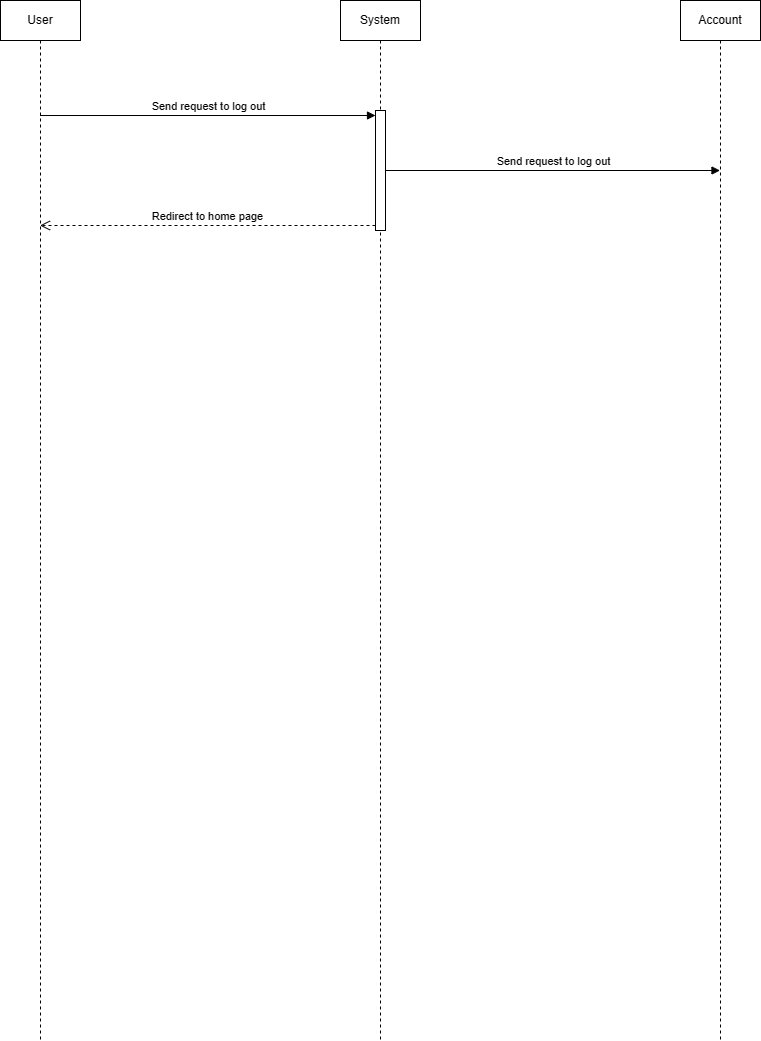 User
System
Account
Send request to log out
Send request to log out
Redirect to home page